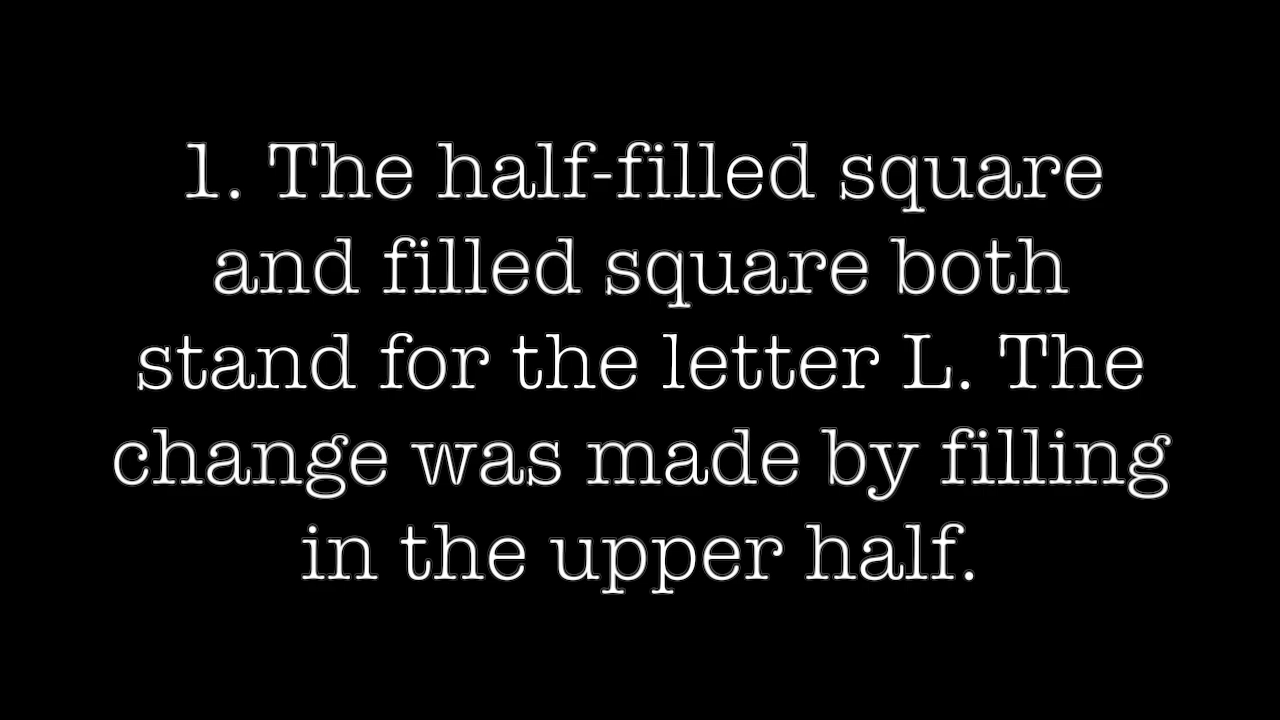 1. The half-filled square
and filled square both
stand for the letter L. The
change was made by filling
in the upper half.